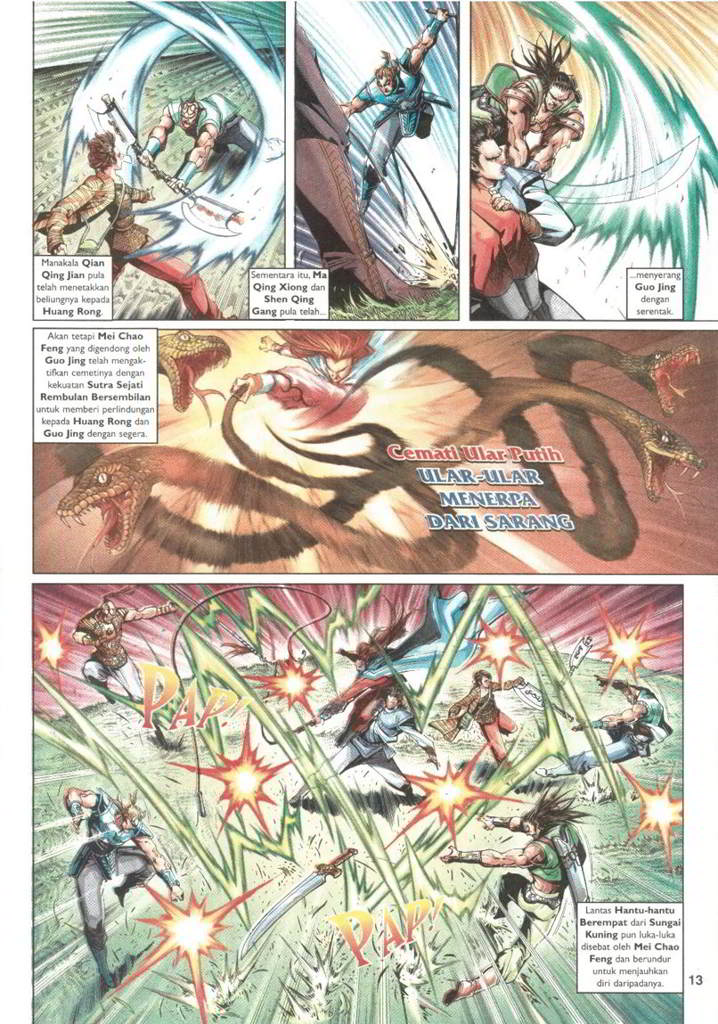 Manakala Qian
Qing Jian pula
telah menetakkan
beliungnya kepada
Huang Rong.
Sementara itu, Ma
Qing Xiong dan
Shen Qing
Gang pula telah...
...menyerang
Guo Jing
dengan
serentak.
Akan tetapi Mei Chao
Feng yang digendong oleh
Guo Jing telah mengak-
tifkan cemetinya dengan
kekuatan Sutra Sejati
Rembulan Bersembilan
untuk memberi perlindungan
kepada Huang Rong dan
Guo Jing dengan segera.
Cemati Ular Putih
ULAR-ULAR
MENERPA
DARI SARANG
PAP!
PAP!
Lantas Hantu-hantu
Berempat dari Sungai
Kuning pun luka-luka
disebat oleh Mei Chao
Feng dan berundur
untuk menjauhkan
diri daripadanya.
13